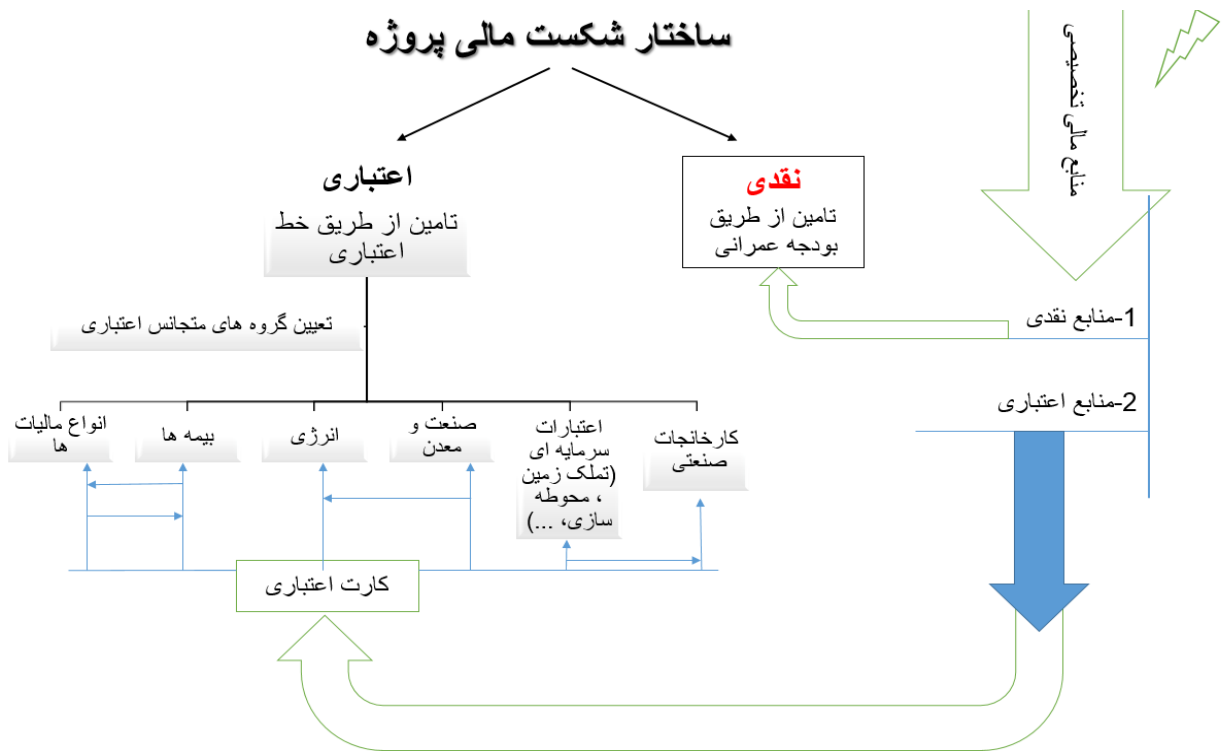 ساختار شکست مالی پروژه
منابع مالی تخصیصی
نقدی
تامین از طریق
بودجه عمرانی
اعتباری
تامین از طریق خط
اعتباری
1-منابع نقدی
تعیین گروه های متجانس اعتباری
2-منابع اعتباری
کارخانجات
صنعتی
اعتبارات
سرمایه ای
(تملک زمین
، محوطه
سازی، ...)
صنعت و
معدن
انرژی
بیمه ها
انواع مالیات
ها
کارت اعتباری